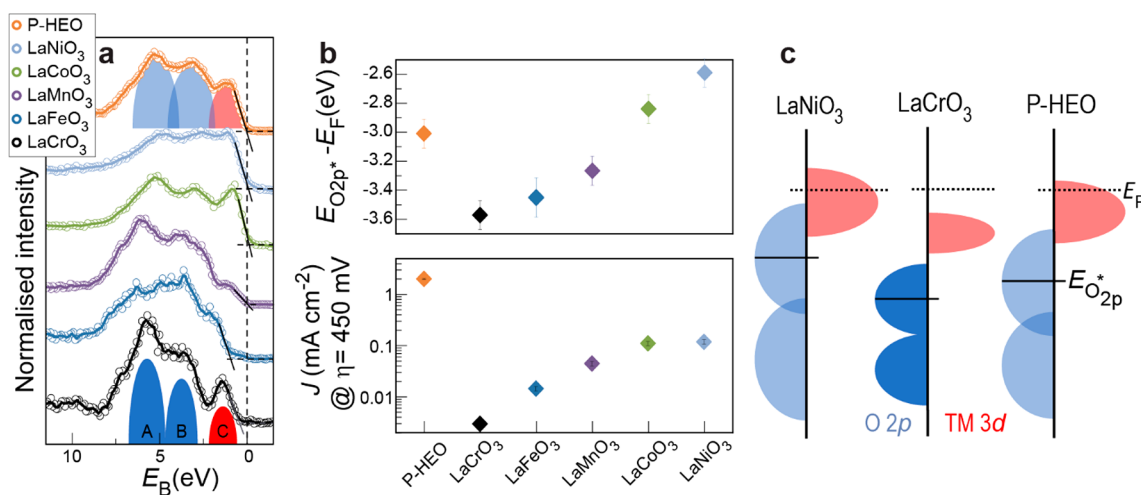 P-HEO
LaNiO3
LaCoO3
LaMnO3
LaFeO3
LaCrO3
a
Normalised intensity
A
B
C
10
5
0
EB(eV)
b
EO2p* -EF(eV)
-2.6
-2.8
-3.0
-3.2
-3.4
-3.6
J (mA cm-2)
@ η= 450 mV
1
0.1
0.01
P-HEO
LaCrO3
LaFeO3
LaMnO3
LaCoO3
LaNiO3
c
LaNiO3
LaCrO3
P-HEO
EF
E*O2p
O 2p
TM 3d